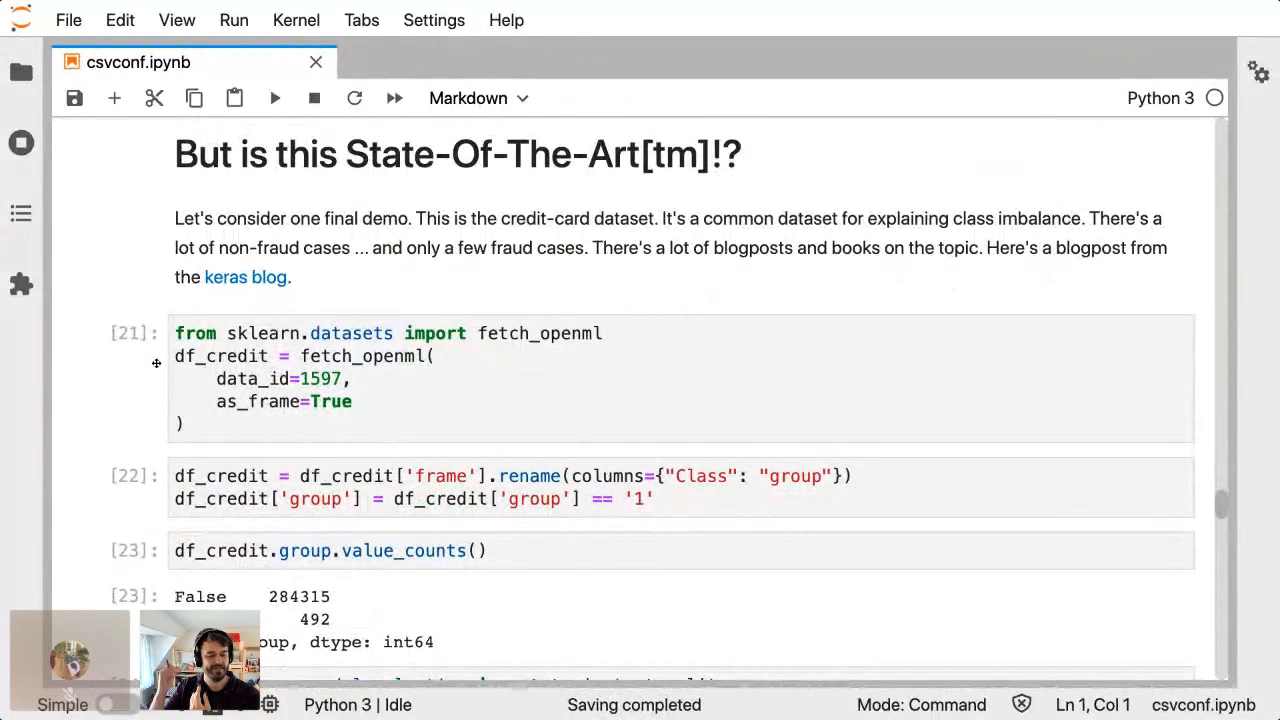 File Edit View Run Kernel Tabs Settings Help
csvconf.ipynb
Markdown
Python 3
But is this State-Of-The-Art[tm]!?
Let's consider one final demo. This is the credit-card dataset. It's a common dataset for explaining class imbalance. There's a
lot of non-fraud cases ... and only a few fraud cases. There's a lot of blogposts and books on the topic. Here's a blogpost from
the keras blog.
[21]: from sklearn.datasets import fetch_openml
df_credit = fetch_openml(
data_id=1597,
as_frame=True
)
[22]: df_credit = df_credit['frame'].rename(columns={"Class": "group"})
df_credit['group'] = df_credit['group'] == '1'
[23]: df_credit.group.value_counts()
[23]: False 284315
492
oup, dtype: int64
Simple Python 3 | Idle Saving completed Mode: Command Ln 1, Col 1 csvconf.ipynb